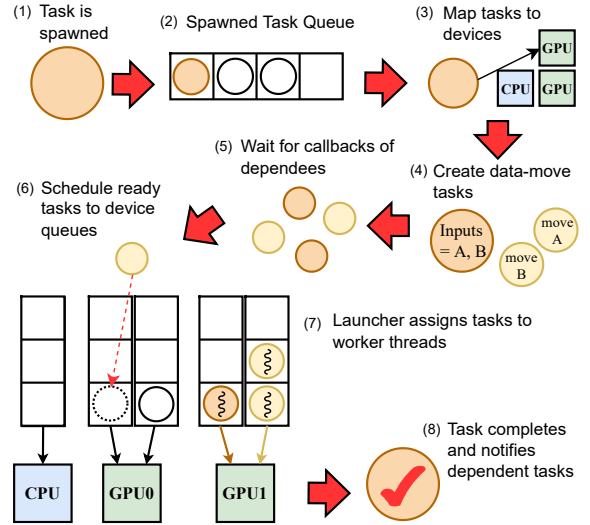 (1) Task is
spawned
(2) Spawned Task Queue
(3) Map tasks to
devices
GPU
CPU
GPU
(4) Create data-move
tasks
Inputs
= A, B
move
A
move
B
(5) Wait for callbacks of
dependees
(6) Schedule ready
tasks to device
queues
(7) Launcher assigns tasks to
worker threads
CPU
GPU0
GPU1
(8) Task completes
and notifies
dependent tasks